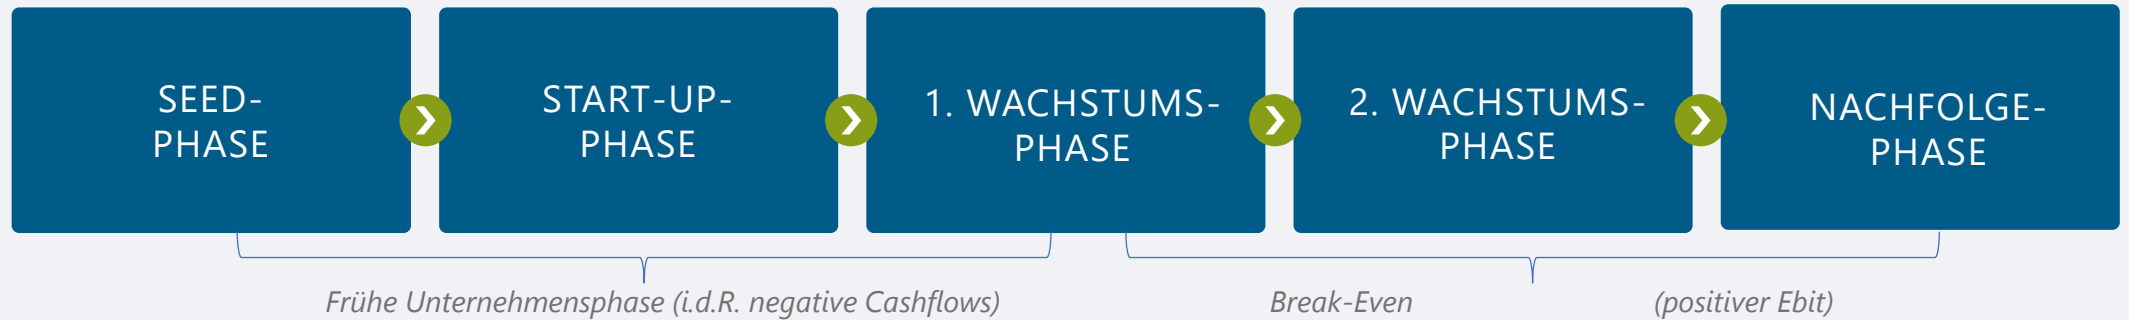 SEED-
PHASE
START-UP-
PHASE
1. WACHSTUMS-
PHASE
2. WACHSTUMS-
PHASE
NACHFOLGE-
PHASE
Frühe Unternehmensphase (i.d.R. negative Cashflows)
Break-Even
(positiver Ebit)